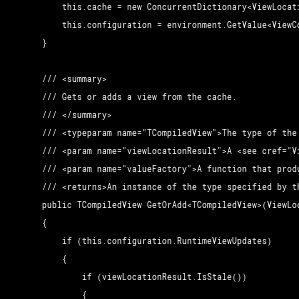 this.cache = new ConcurrentDictionary<ViewLocati
this.configuration = environment.GetValue<ViewCo
}
/// <summary>
/// Gets or adds a view from the cache.
/// </summary>
/// <typeparam name="TCompiledView">The type of the
/// <param name="viewLocationResult">A <see cref="Vi
/// <param name="valueFactory">A function that produ
/// <returns>An instance of the type specified by th
public TCompiledView GetOrAdd<TCompiledView>(ViewLoc
{
if (this.configuration.RuntimeViewUpdates)
{
if (viewLocationResult.IsStale())
{